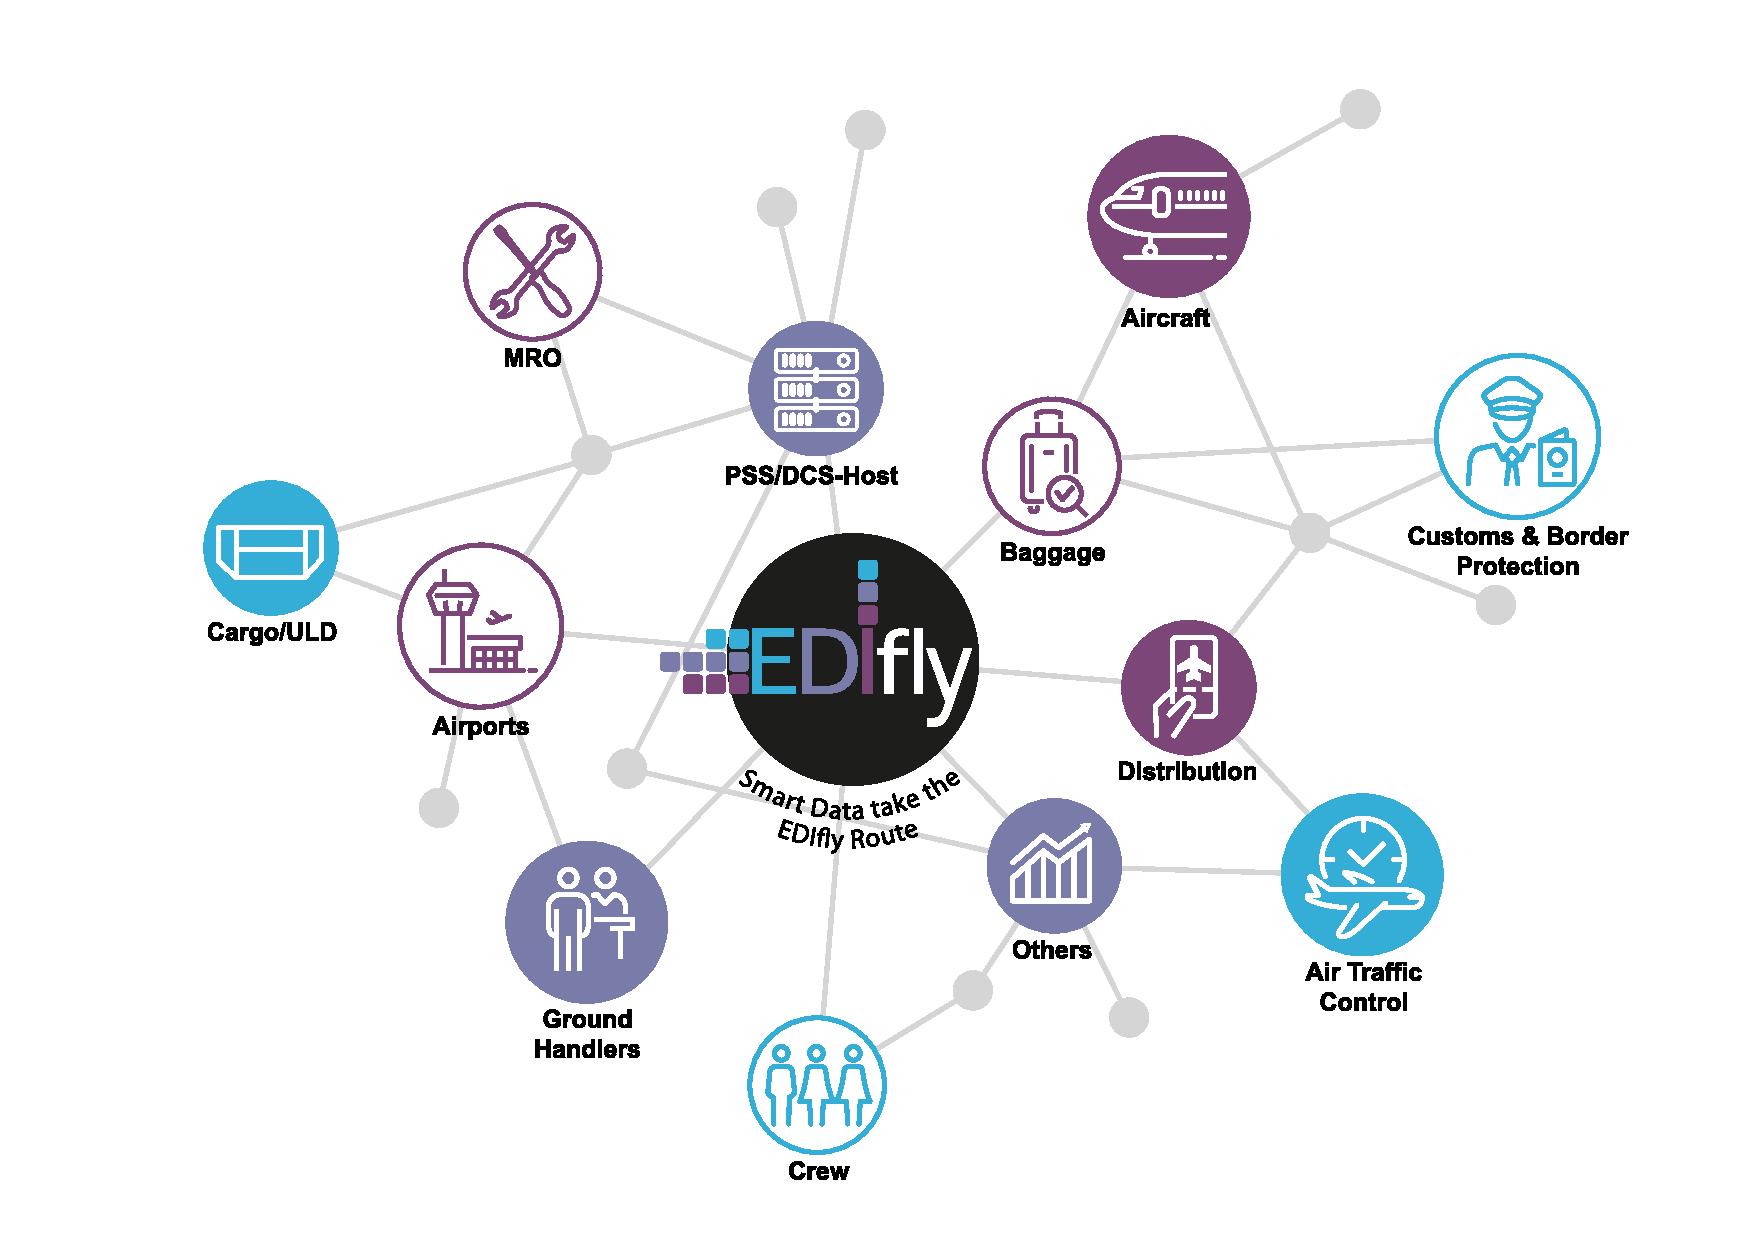 Aircraft
MRO
PSS/DCS-Host
Baggage
Customs & Border
Protection
Cargo/ULD
EDIfly
Airports
Distribution
Smart Data take the
EDIfly Route
Others
Air Traffic
Control
Ground
Handlers
Crew